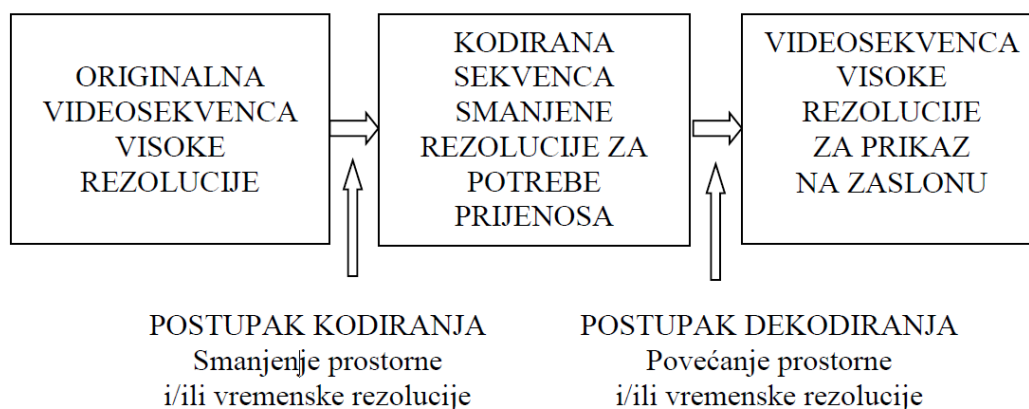 ORIGINALNA
VIDEOSEKVENCA
VISOKE
REZOLUCIJE
KODIRANA
SEKVENCA
SMANJENE
REZOLUCIJE ZA
POTREBE
PRIJENOSA
VIDEOSEKVENCA
VISOKE
REZOLUCIJE
ZA PRIKAZ
NA ZASLONU
POSTUPAK KODIRANJA
Smanjenje prostorne
i/ili vremenske rezolucije
POSTUPAK DEKODIRANJA
Povećanje prostorne
i/ili vremenske rezolucije